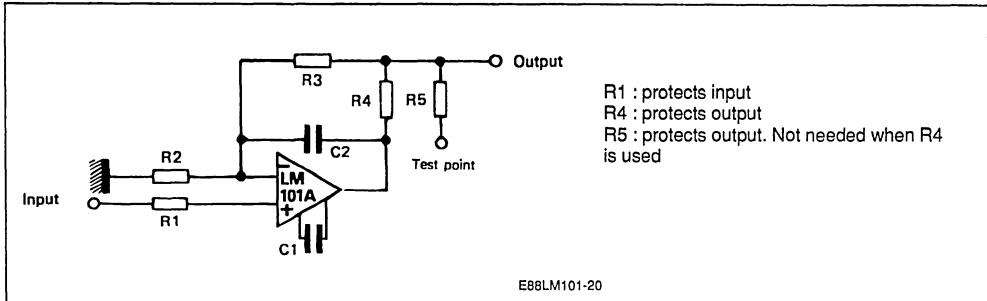 Output
R3
R4
R5
R1 : protects input
R4 : protects output
R5 : protects output. Not needed when R4
is used
C2
Test point
R2
−
LM
101A
+
Input
R1
C1
E88LM101-20